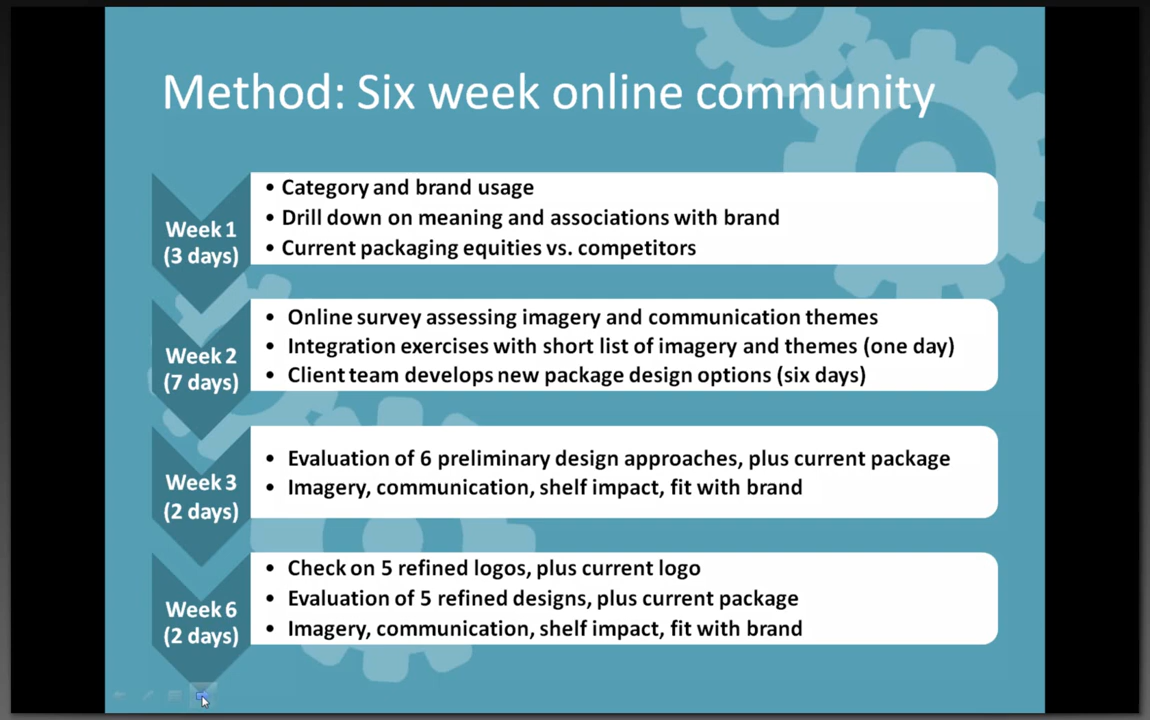 Method: Six week online community
Week 1
(3 days)
• Category and brand usage
• Drill down on meaning and associations with brand
• Current packaging equities vs. competitors
Week 2
(7 days)
• Online survey assessing imagery and communication themes
• Integration exercises with short list of imagery and themes (one day)
• Client team develops new package design options (six days)
Week 3
(2 days)
• Evaluation of 6 preliminary design approaches, plus current package
• Imagery, communication, shelf impact, fit with brand
Week 6
(2 days)
• Check on 5 refined logos, plus current logo
• Evaluation of 5 refined designs, plus current package
• Imagery, communication, shelf impact, fit with brand